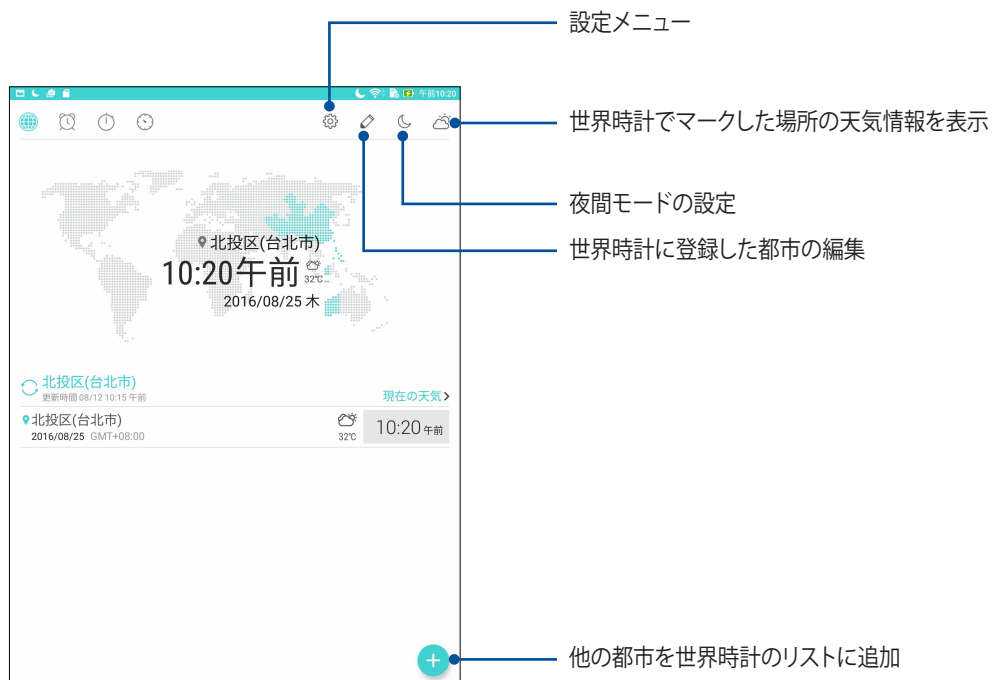 設定メニュー
午前10:20
世界時計でマークした場所の天気情報を表示
夜間モードの設定
世界時計に登録した都市の編集
北投区(台北市)
10:20午前
32℃
2016/08/25 木
北投区(台北市)
更新時間 08/12 10:15 午前
現在の天気
北投区(台北市)
2016/08/25 GMT+08:00
32℃
10:20 午前
他の都市を世界時計のリストに追加